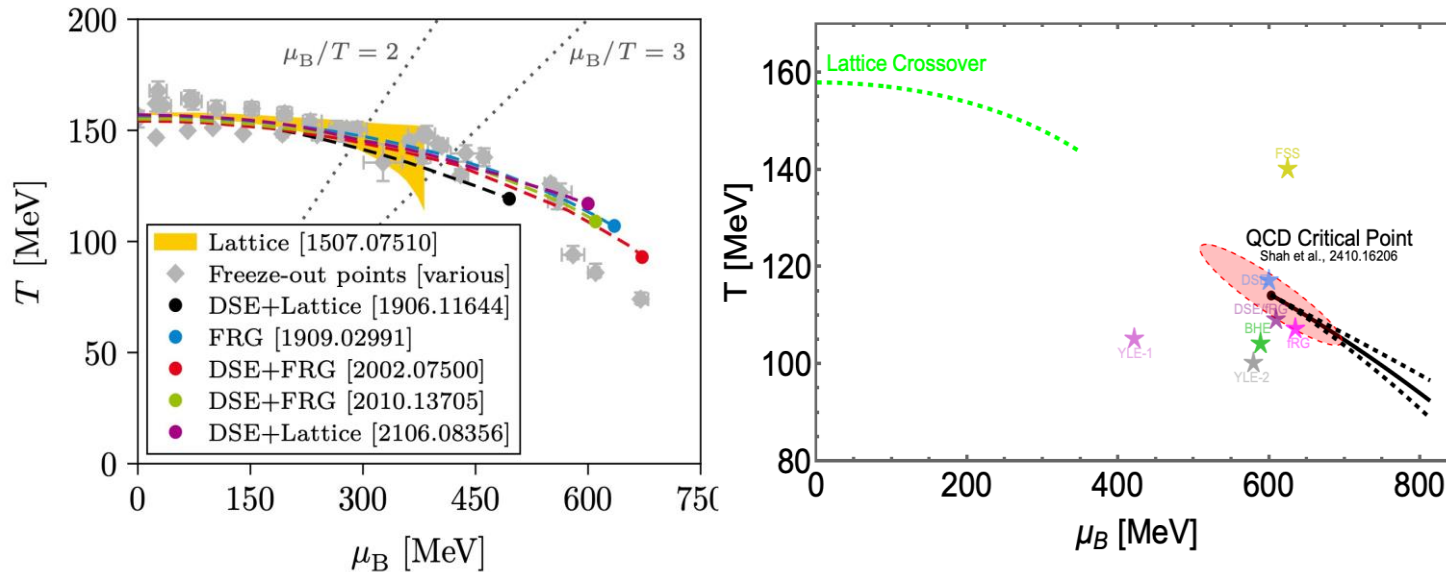 200
150
100
50
0
T [MeV]
μB/T = 2
μB/T = 3
Lattice [1507.07510]
Freeze-out points [various]
DSE+Lattice [1906.11644]
FRG [1909.02991]
DSE+FRG [2002.07500]
DSE+FRG [2010.13705]
DSE+Lattice [2106.08356]
0 150 300 450 600
μB [MeV]
160
140
120
100
80
T [MeV]
Lattice Crossover
FSS
QCD Critical Point
Shah et al., 2410.16206
DSE
DSE/fRG
BHE
fRG
YLE-1
YLE-2
0 200 400 600 800
μB [MeV]